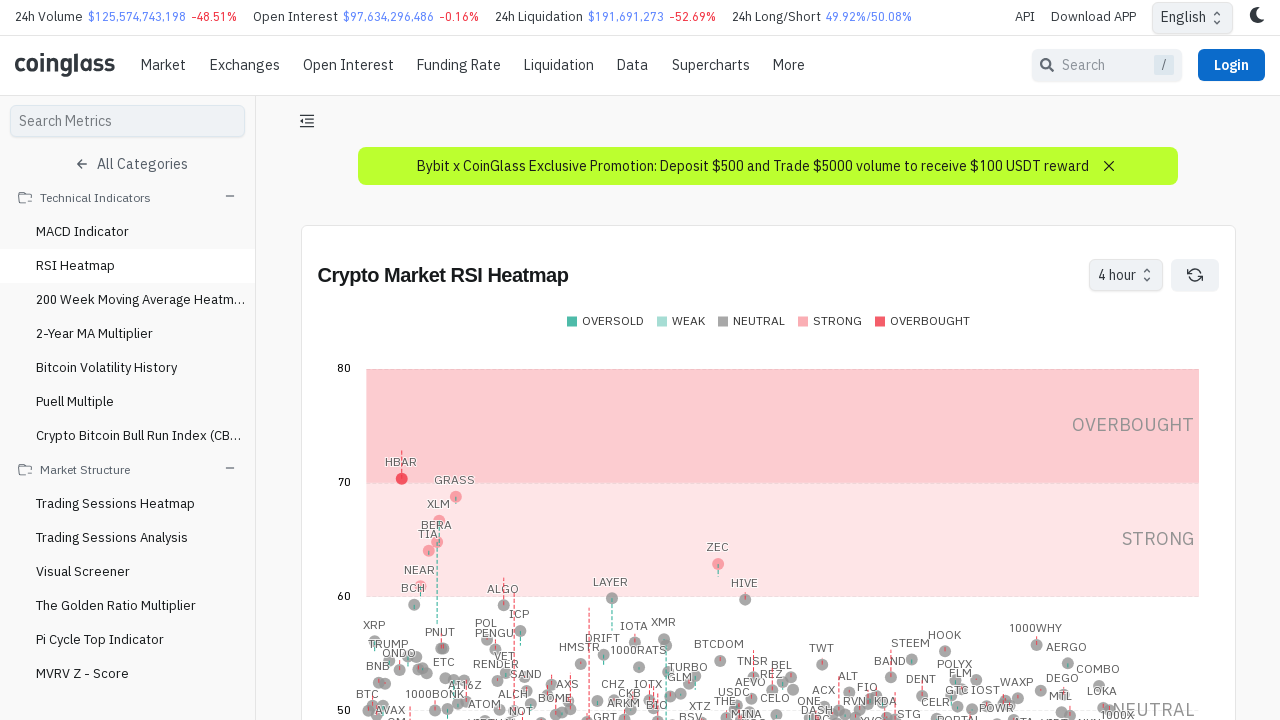 24h Volume $125,574,743,198 -48.51% Open Interest $97,634,296,486 -0.16% 24h Liquidation $191,691,273 -52.69% 24h Long/Short 49.92%/50.08% API Download APP English
coinglass Market Exchanges Open Interest Funding Rate Liquidation Data Supercharts More Search / Login
Search Metrics
All Categories
Technical Indicators
MACD Indicator
RSI Heatmap
200 Week Moving Average Heatm...
2-Year MA Multiplier
Bitcoin Volatility History
Puell Multiple
Crypto Bitcoin Bull Run Index (CB...
Market Structure
Trading Sessions Heatmap
Trading Sessions Analysis
Visual Screener
The Golden Ratio Multiplier
Pi Cycle Top Indicator
MVRV Z - Score
Bybit x CoinGlass Exclusive Promotion: Deposit $500 and Trade $5000 volume to receive $100 USDT reward
Crypto Market RSI Heatmap
4 hour
OVERSOLD WEAK NEUTRAL STRONG OVERBOUGHT
80
OVERBOUGHT
HBAR
70
GRASS
XLM
BERA
TIA
STRONG
ZEC
NEAR
LAYER HIVE
BCH ALGO
60
ICP
XRP POL IOTA XMR 1000WHY
PNUT PENGU DRIFT HOOK
TRUMP HMSTR 1000RATS BTCDOM TWT STEEM AERGO
ONDO VET
BNB ETC RENDER TURBO TNSR BEL BAND POLYX COMBO
SAND GLM REZ ALT FLM
AI16Z AXS CHZ IOTX AEVO FIO DENT WAXP DEGO
BTC 1000BONK ALCH BOME CKB USDC CELO ACX GTC IOST LOKA
ATOM ARKM BIO XTZ THE ONE RVN KDA POWR MTL CELR
50 AVAX NOT GRT BSV MINA DASH STG 1000X NEUTRAL